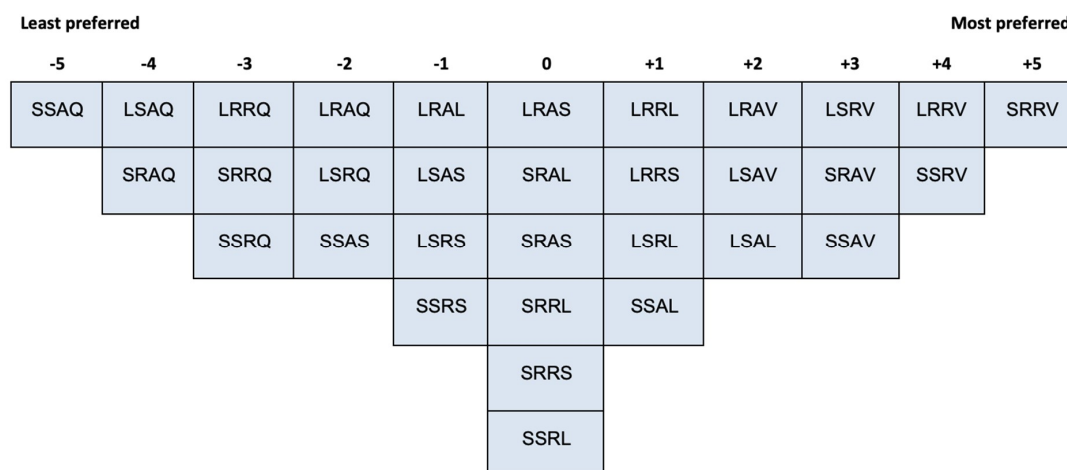 Least preferred Most preferred
-5 -4 -3 -2 -1 0 +1 +2 +3 +4 +5
SSAQ LSAQ LRRQ LRAQ LRAL LRAS LRRL LRAV LSRV LRRV SRRV
SRAQ SRRQ LSRQ LSAS SRAL LRRS LSAV SRAV SSRV
SSRQ SSAS LSRS SRAS LSRL LSAL SSAV
SSRS SRRL SSAL
SRRS
SSRL